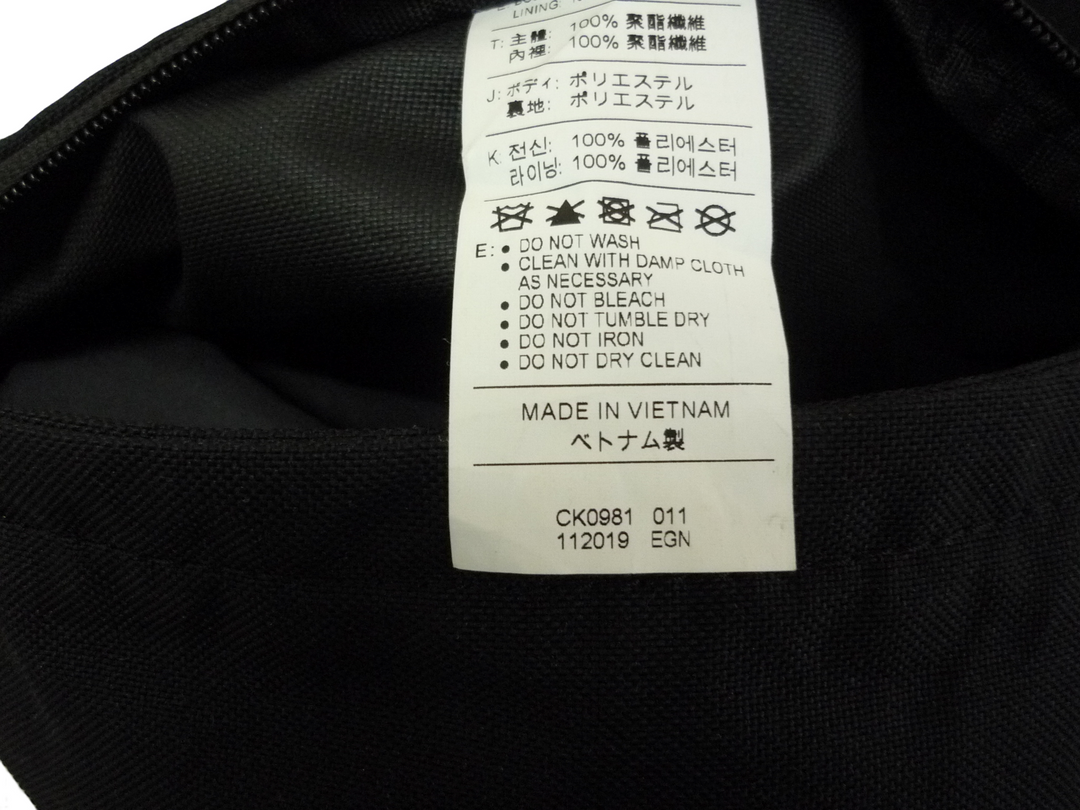 LINING:
T: 主體: 100% 聚酯纖維
內裡: 100% 聚酯纖維
J: ボディ: ポリエステル
裏地: ポリエステル
K: 전신: 100% 폴리에스터
라이닝: 100% 폴리에스터
E: • DO NOT WASH
• CLEAN WITH DAMP CLOTH
AS NECESSARY
• DO NOT BLEACH
• DO NOT TUMBLE DRY
• DO NOT IRON
• DO NOT DRY CLEAN
MADE IN VIETNAM
ベトナム製
CK0981 011
112019 EGN